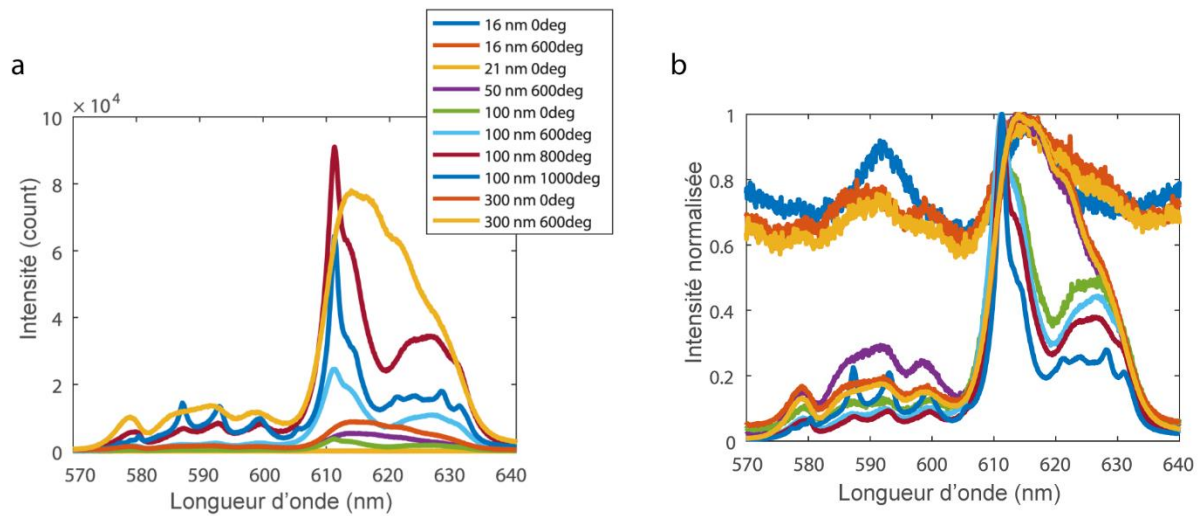 a
16 nm 0deg
16 nm 600deg
21 nm 0deg
50 nm 600deg
100 nm 0deg
100 nm 600deg
100 nm 800deg
100 nm 1000deg
300 nm 0deg
300 nm 600deg
× 10⁴
10
8
6
4
2
0
Intensité (count)
570 580 590 600 610 620 630 640
Longueur d'onde (nm)
b
1
0.8
0.6
0.4
0.2
0
Intensité normalisée
570 580 590 600 610 620 630 640
Longueur d'onde (nm)